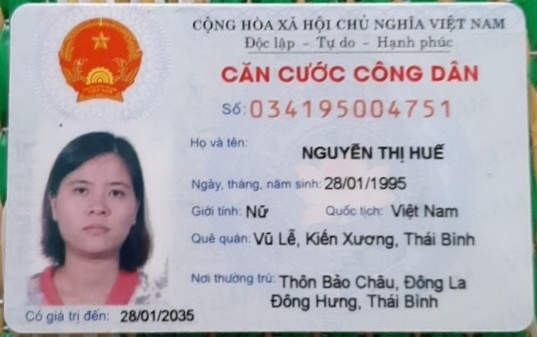 CỘNG HÒA XÃ HỘI CHỦ NGHĨA VIỆT NAM
Độc lập - Tự do - Hạnh phúc
CĂN CƯỚC CÔNG DÂN
Số: 034195004751
Họ và tên:
NGUYỄN THỊ HUẾ
Ngày, tháng, năm sinh: 28/01/1995
Giới tính: Nữ Quốc tịch: Việt Nam
Quê quán: Vũ Lễ, Kiến Xương, Thái Bình
Nơi thường trú: Thôn Bảo Châu, Đông La
Đông Hưng, Thái Bình
Có giá trị đến: 28/01/2035